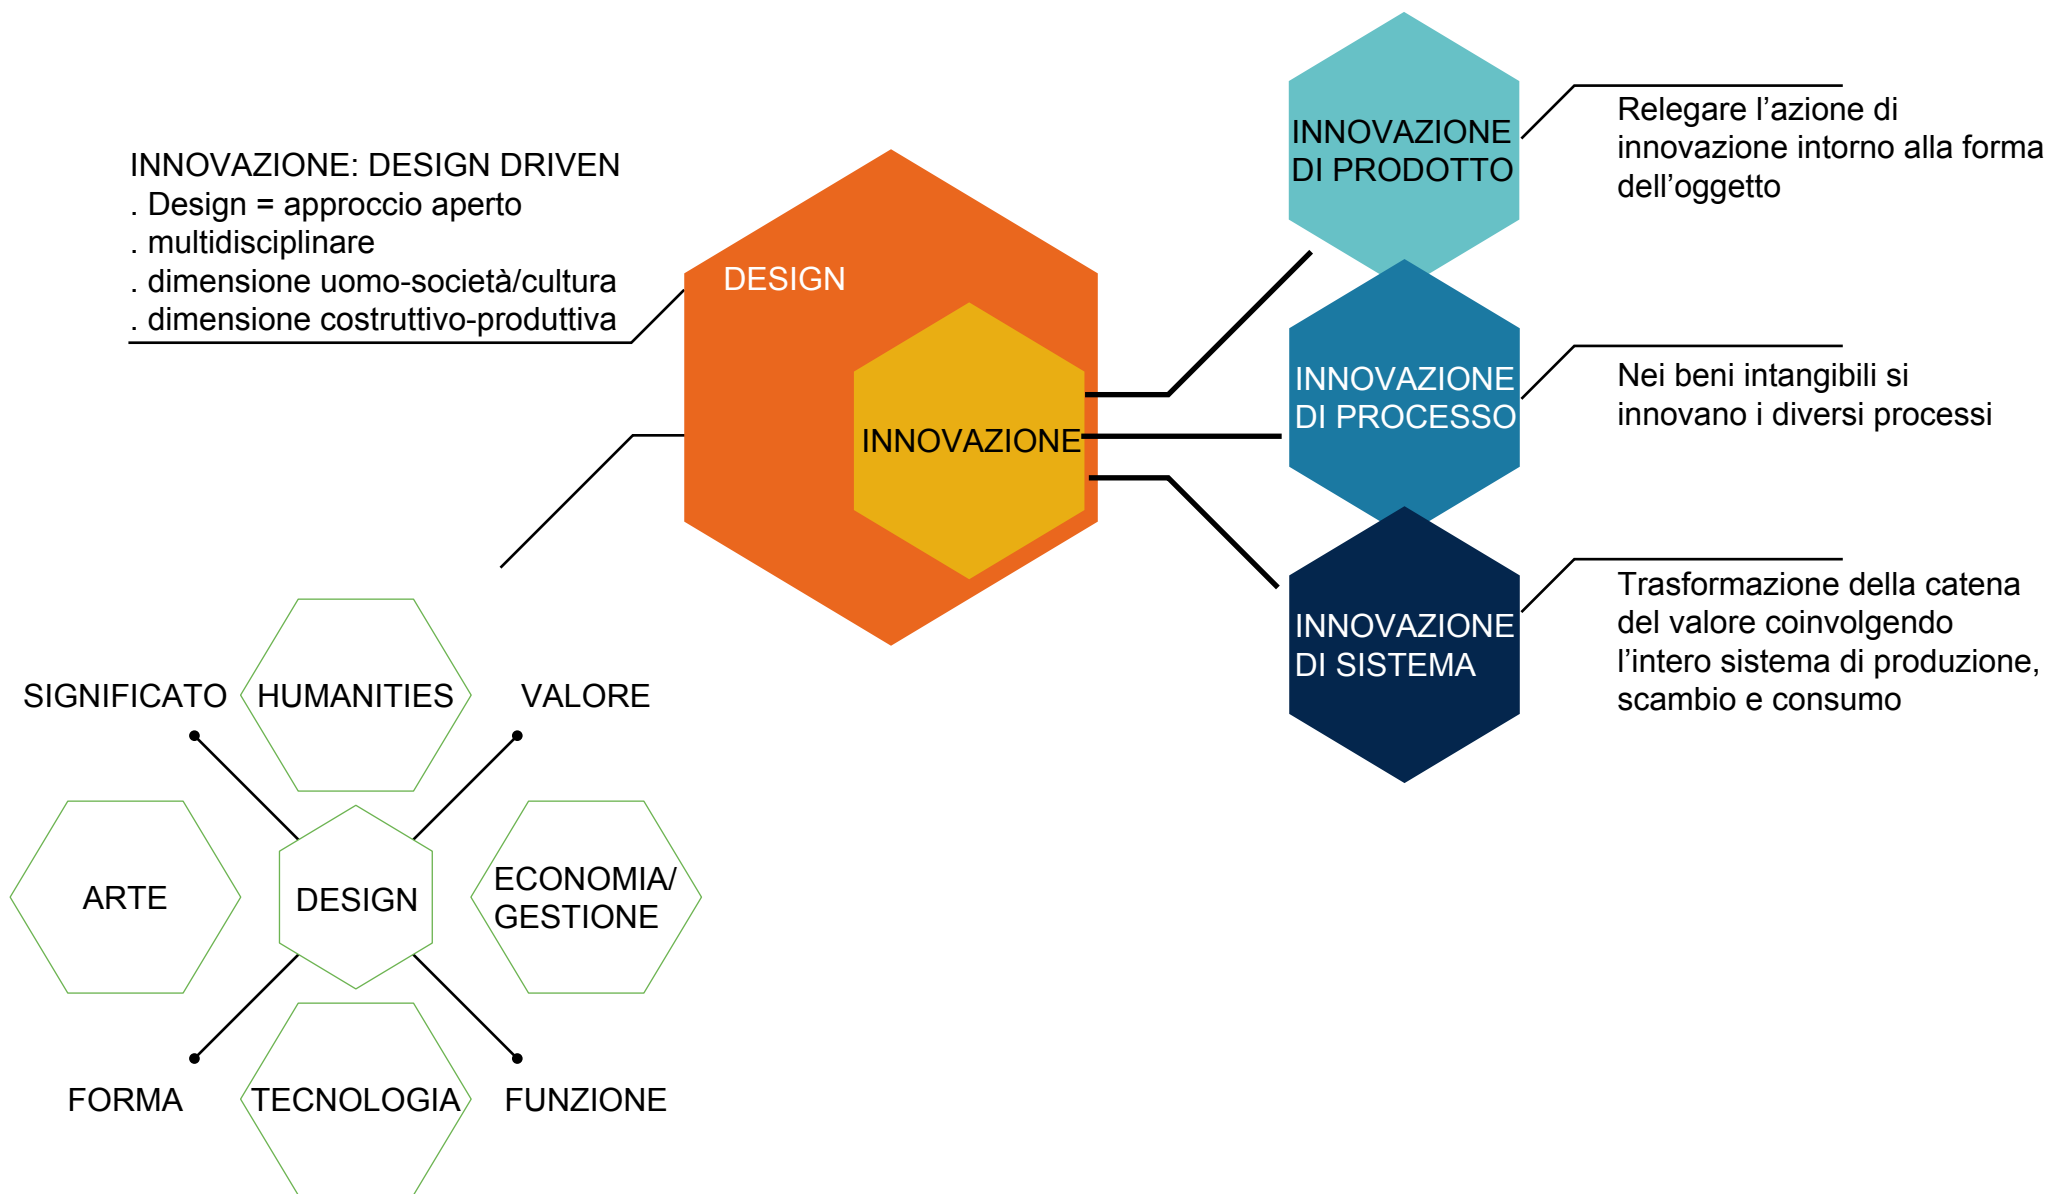 INNOVAZIONE: DESIGN DRIVEN
. Design = approccio aperto
. multidisciplinare
. dimensione uomo-società/cultura
. dimensione costruttivo-produttiva
DESIGN
INNOVAZIONE
INNOVAZIONE
DI PRODOTTO
Relegare l’azione di
innovazione intorno alla forma
dell’oggetto
INNOVAZIONE
DI PROCESSO
Nei beni intangibili si
innovano i diversi processi
INNOVAZIONE
DI SISTEMA
Trasformazione della catena
del valore coinvolgendo
l’intero sistema di produzione,
scambio e consumo
SIGNIFICATO
HUMANITIES
VALORE
ARTE
DESIGN
ECONOMIA/
GESTIONE
FORMA
TECNOLOGIA
FUNZIONE